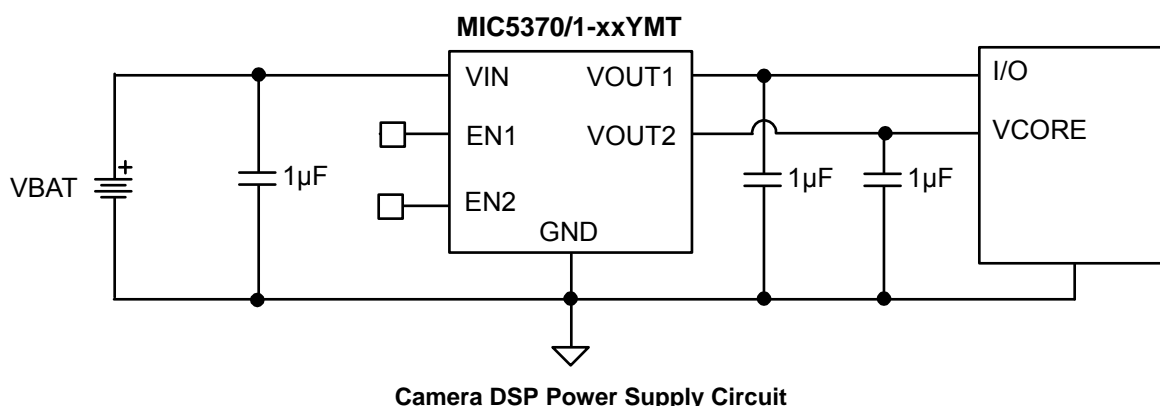 MIC5370/1-xxYMT
VIN
VOUT1
I/O
EN1
VOUT2
VCORE
VBAT
+
1µF
EN2
1µF
1µF
GND
Camera DSP Power Supply Circuit